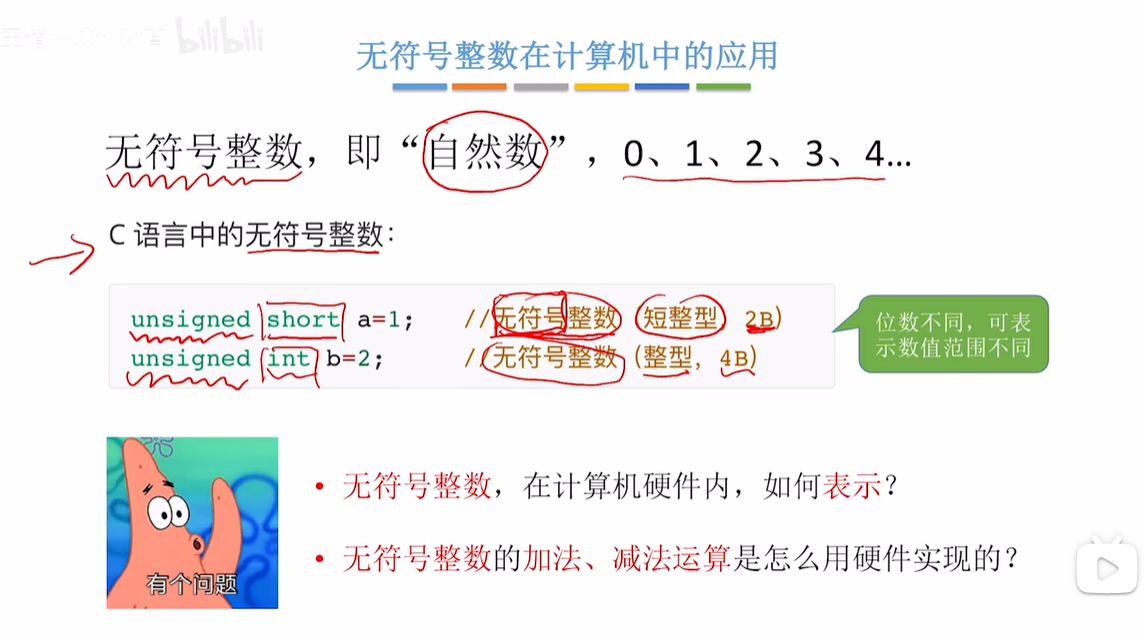 bilibili
无符号整数在计算机中的应用
无符号整数，即“自然数”，0、1、2、3、4…
C 语言中的无符号整数：
unsigned short a=1; //无符号整数（短整型，2B）
unsigned int b=2; //无符号整数（整型，4B）
位数不同，可表
示数值范围不同
• 无符号整数，在计算机硬件内，如何表示？
• 无符号整数的加法、减法运算是怎么用硬件实现的？
有个问题